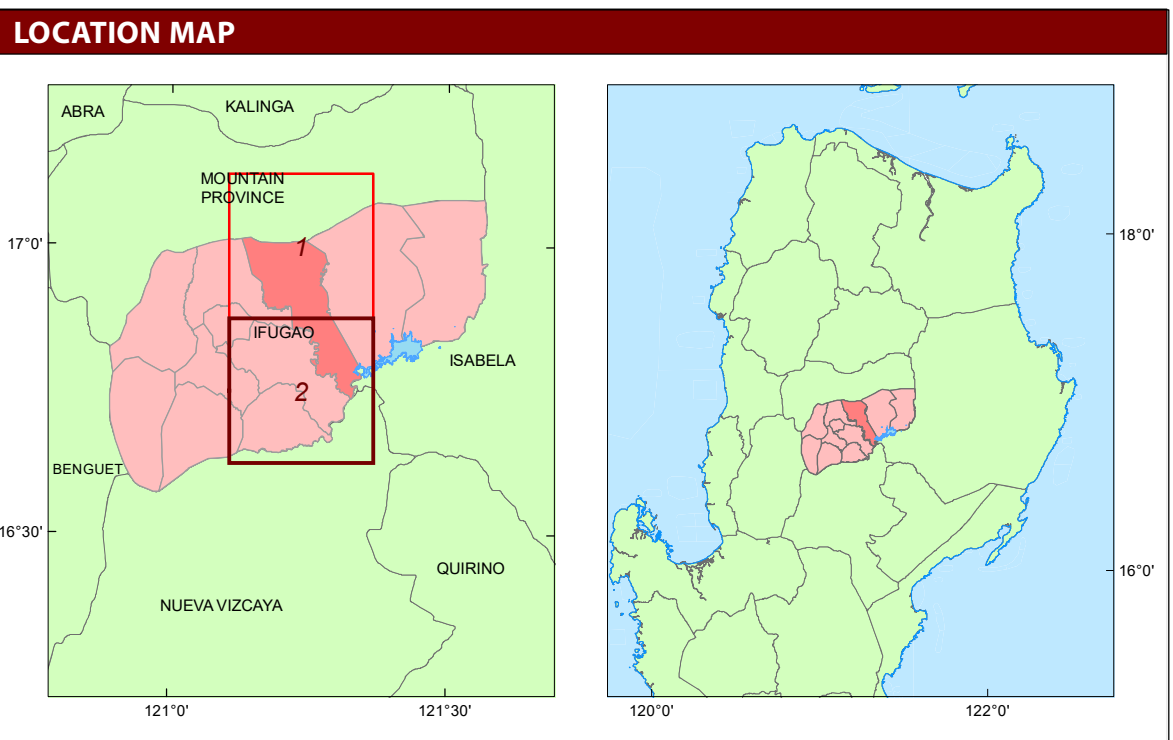 LOCATION MAP
ABRA
KALINGA
MOUNTAIN
PROVINCE
1
IFUGAO
2
ISABELA
BENGUET
QUIRINO
NUEVA VIZCAYA
17°0'
16°30'
121°0'
121°30'
18°0'
16°0'
120°0'
122°0'